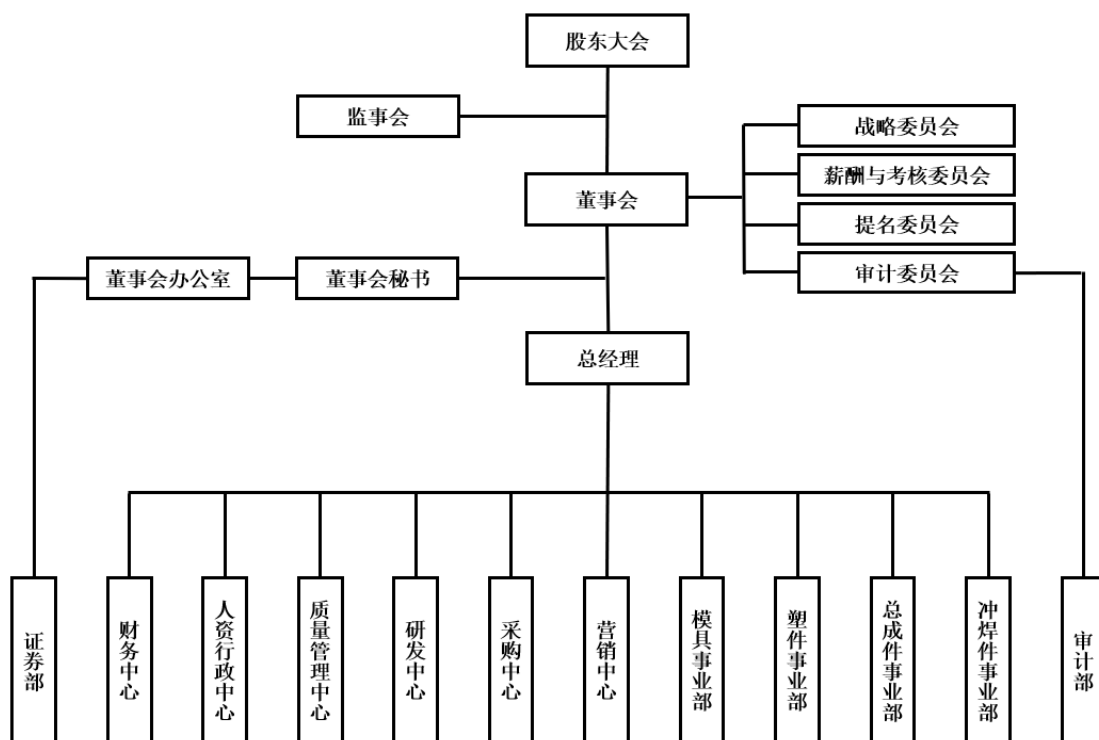 股东大会
监事会
战略委员会
薪酬与考核委员会
董事会
提名委员会
审计委员会
董事会办公室
董事会秘书
总经理
证券部
财务中心
人资行政中心
质量管理中心
研发中心
采购中心
营销中心
模具事业部
塑件事业部
总成件事业部
冲焊件事业部
审计部